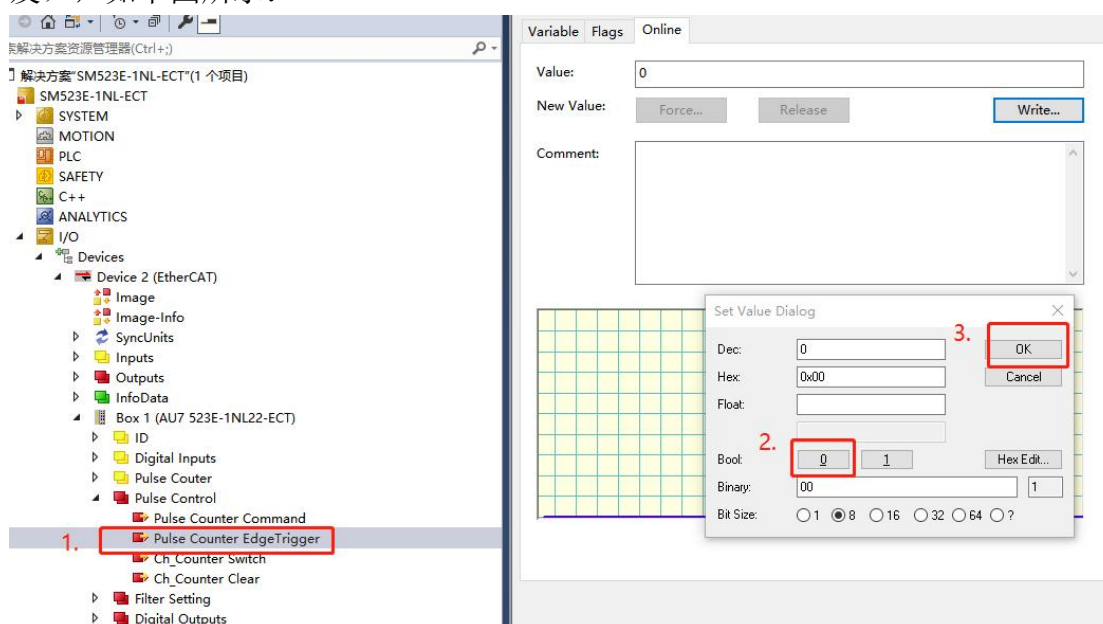 解决方案资源管理器(Ctrl+;)
解决方案"SM523E-1NL-ECT"(1 个项目)
SM523E-1NL-ECT
SYSTEM
MOTION
PLC
SAFETY
C++
ANALYTICS
I/O
Devices
Device 2 (EtherCAT)
Image
Image-Info
SyncUnits
Inputs
Outputs
InfoData
Box 1 (AU7 523E-1NL22-ECT)
ID
Digital Inputs
Pulse Couter
Pulse Control
Pulse Counter Command
1. Pulse Counter EdgeTrigger
Ch_Counter Switch
Ch_Counter Clear
Filter Setting
Digital Outputs
Variable Flags Online
Value: 0
New Value: Force... Release Write...
Comment:
Set Value Dialog
3.
Dec: 0 OK
Hex: 0x00 Cancel
Float:
2.
Bool: 0 1 Hex Edit...
Binary: 00 1
Bit Size: 1 8 16 32 64 ?